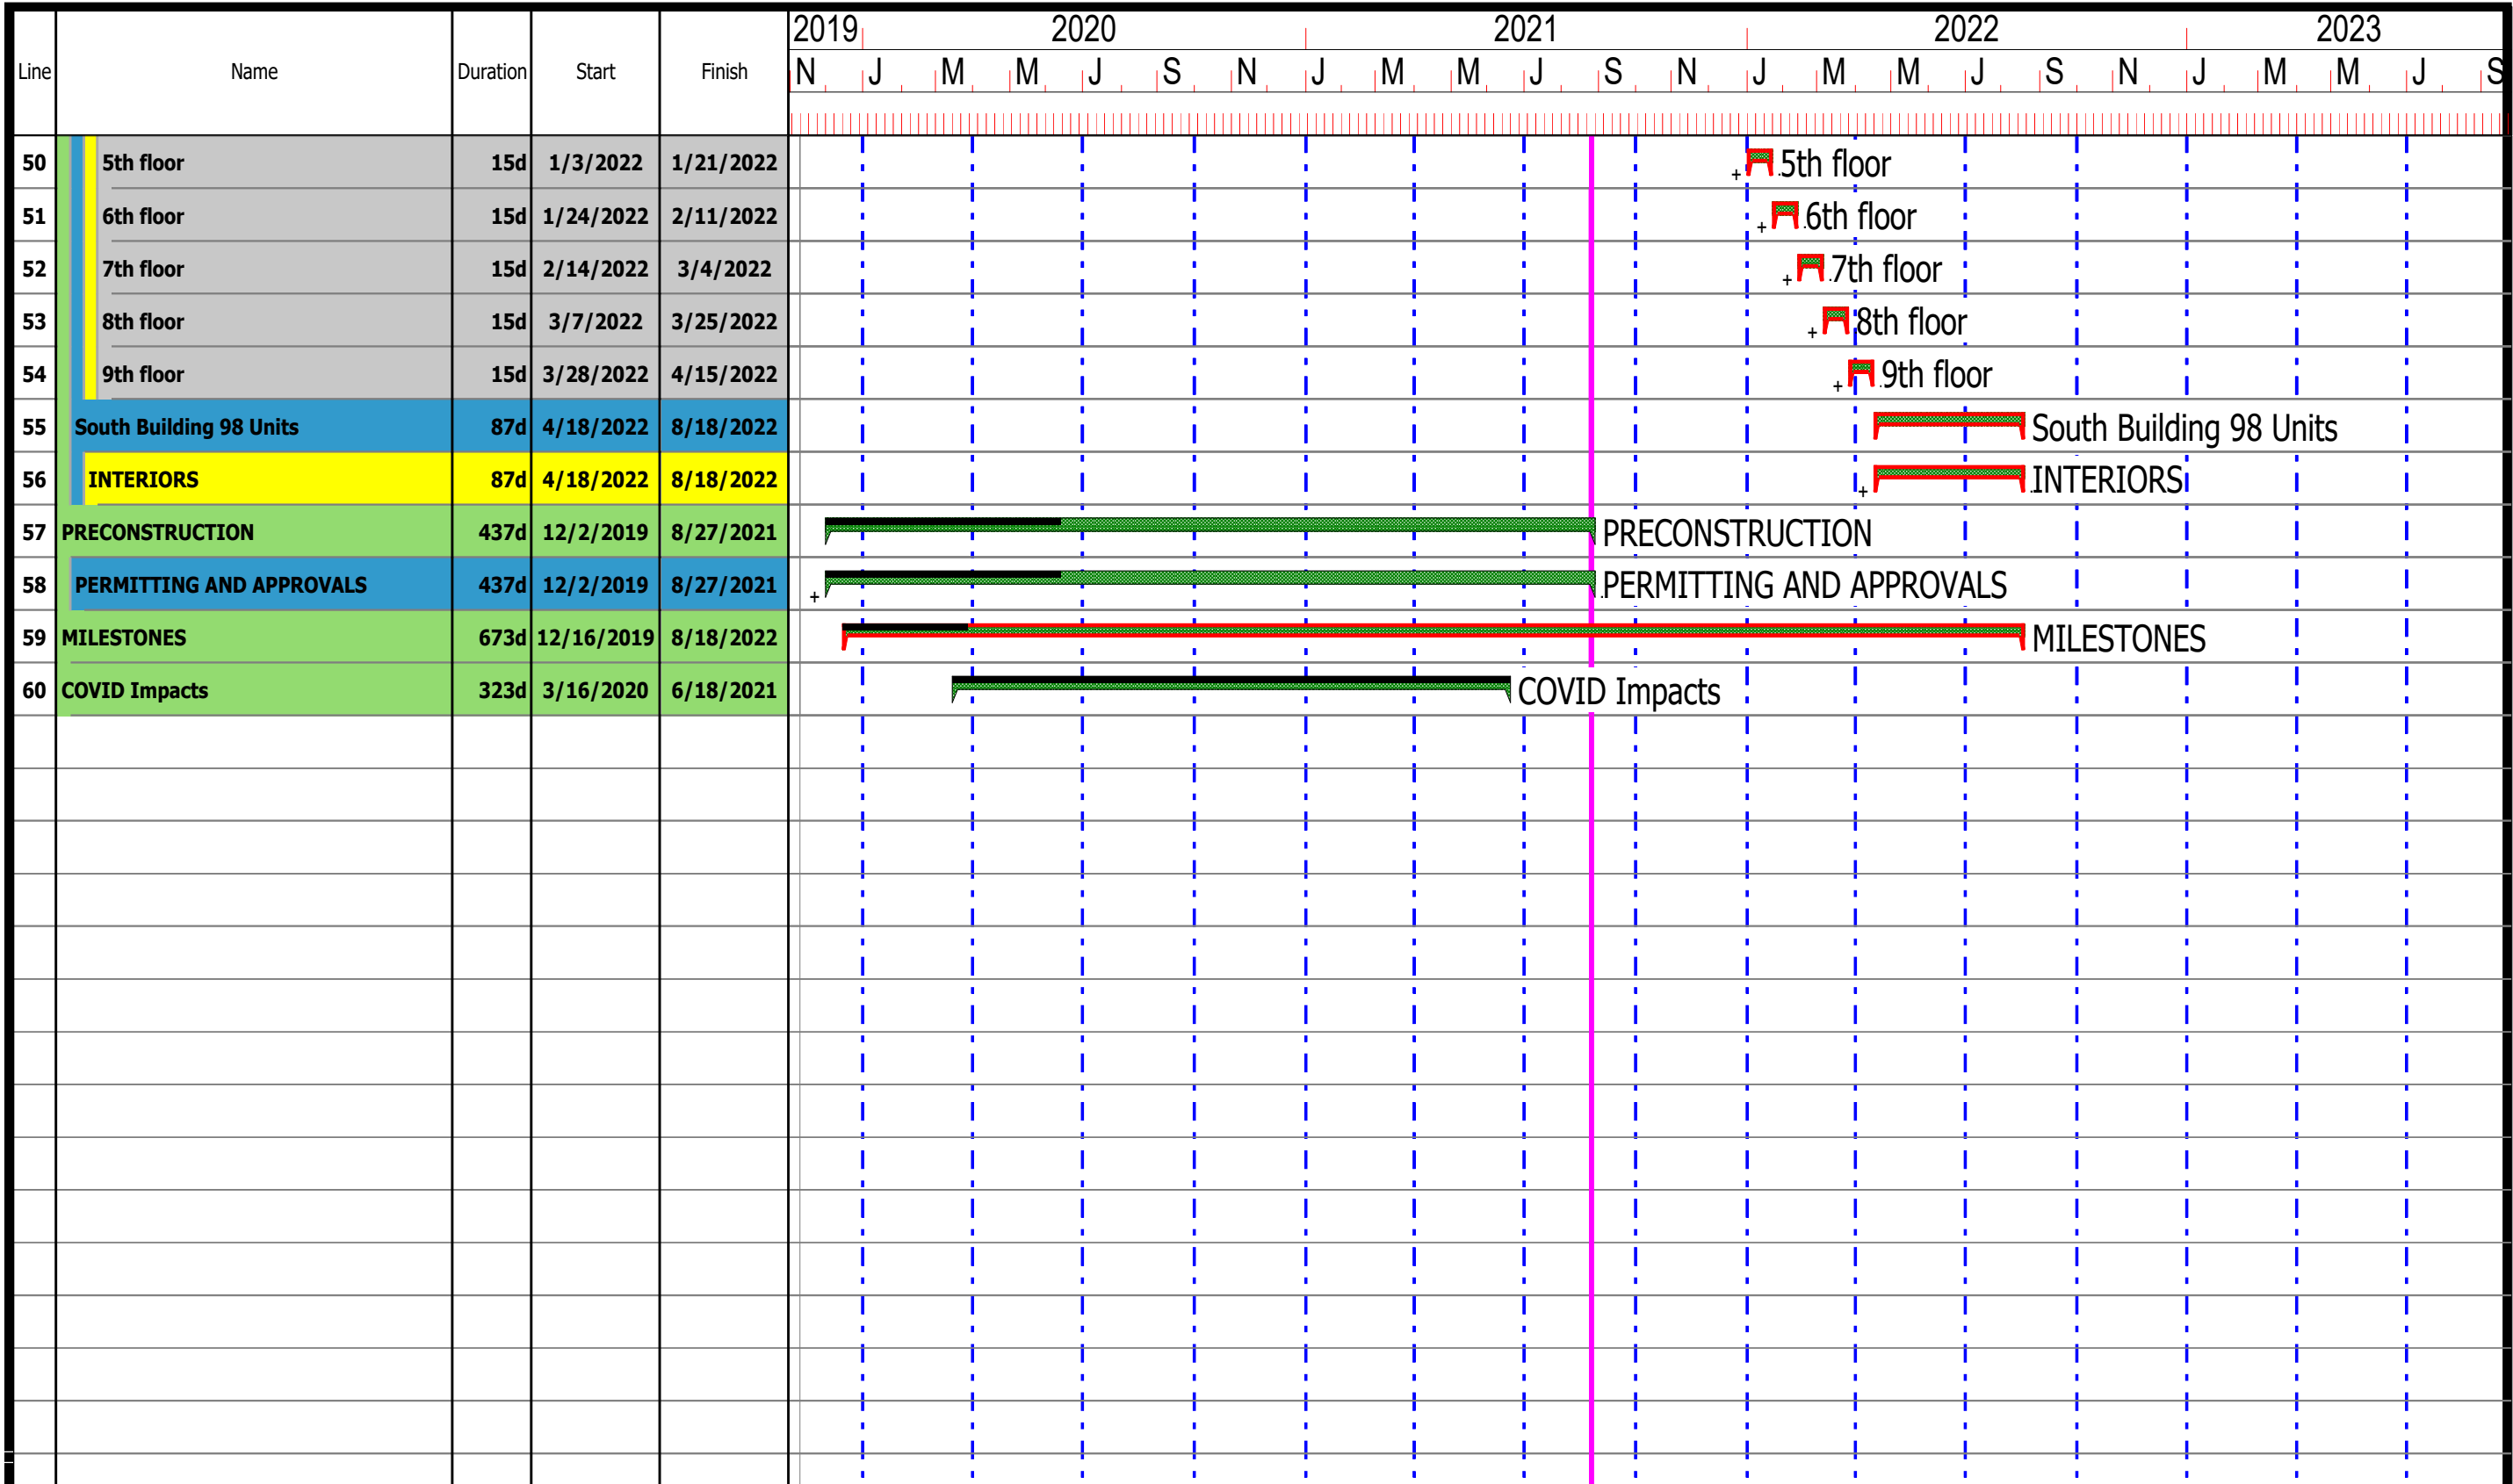 2019 2020 2021 2022 2023
Line Name Duration Start Finish
N J M M J S N J M M J S N J M M J S N J M M J S
50 5th floor 15d 1/3/2022 1/21/2022 5th floor
51 6th floor 15d 1/24/2022 2/11/2022 6th floor
52 7th floor 15d 2/14/2022 3/4/2022 7th floor
53 8th floor 15d 3/7/2022 3/25/2022 8th floor
54 9th floor 15d 3/28/2022 4/15/2022 9th floor
55 South Building 98 Units 87d 4/18/2022 8/18/2022 South Building 98 Units
56 INTERIORS 87d 4/18/2022 8/18/2022 INTERIORS
57 PRECONSTRUCTION 437d 12/2/2019 8/27/2021 PRECONSTRUCTION
58 PERMITTING AND APPROVALS 437d 12/2/2019 8/27/2021 PERMITTING AND APPROVALS
59 MILESTONES 673d 12/16/2019 8/18/2022 MILESTONES
60 COVID Impacts 323d 3/16/2020 6/18/2021 COVID Impacts